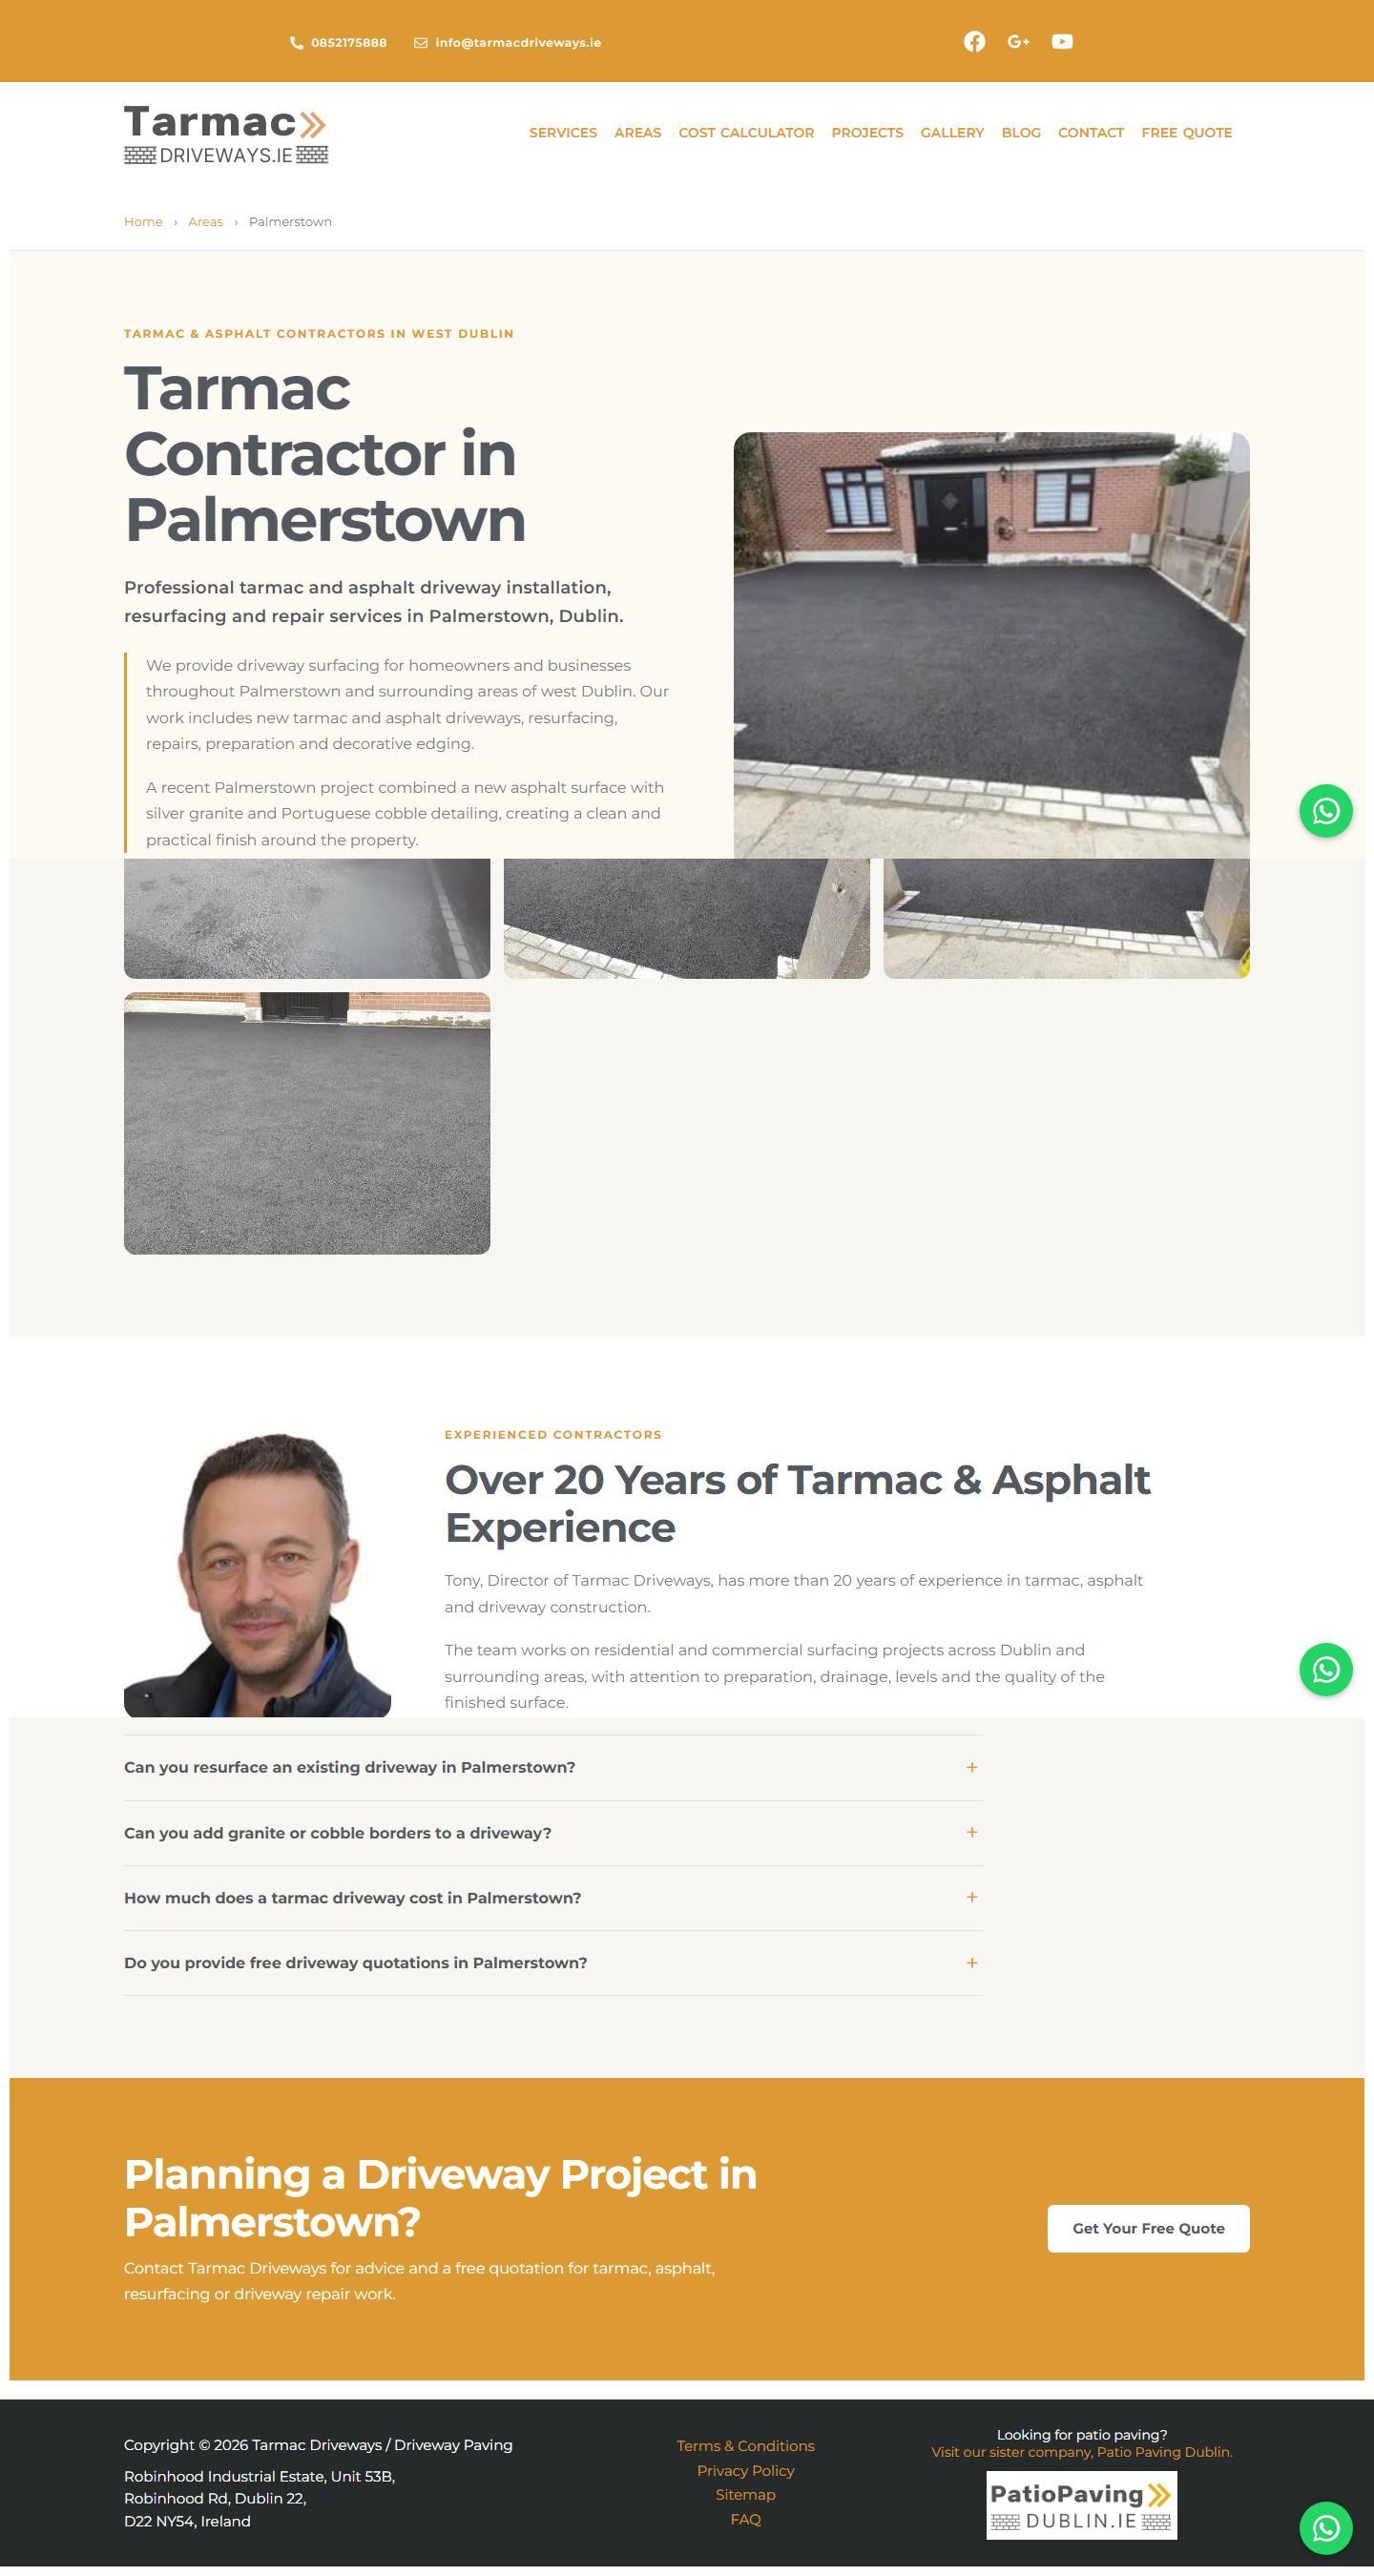 0852175888 info@tarmacdriveways.ie
Tarmac
DRIVEWAYS.IE
SERVICES AREAS COST CALCULATOR PROJECTS GALLERY BLOG CONTACT FREE QUOTE
Home › Areas › Palmerstown
TARMAC & ASPHALT CONTRACTORS IN WEST DUBLIN
Tarmac
Contractor in
Palmerstown
Professional tarmac and asphalt driveway installation,
resurfacing and repair services in Palmerstown, Dublin.
We provide driveway surfacing for homeowners and businesses
throughout Palmerstown and surrounding areas of west Dublin. Our
work includes new tarmac and asphalt driveways, resurfacing,
repairs, preparation and decorative edging.
A recent Palmerstown project combined a new asphalt surface with
silver granite and Portuguese cobble detailing, creating a clean and
practical finish around the property.
EXPERIENCED CONTRACTORS
Over 20 Years of Tarmac & Asphalt
Experience
Tony, Director of Tarmac Driveways, has more than 20 years of experience in tarmac, asphalt
and driveway construction.
The team works on residential and commercial surfacing projects across Dublin and
surrounding areas, with attention to preparation, drainage, levels and the quality of the
finished surface.
Can you resurface an existing driveway in Palmerstown? +
Can you add granite or cobble borders to a driveway? +
How much does a tarmac driveway cost in Palmerstown? +
Do you provide free driveway quotations in Palmerstown? +
Planning a Driveway Project in
Palmerstown?
Contact Tarmac Driveways for advice and a free quotation for tarmac, asphalt,
resurfacing or driveway repair work.
Get Your Free Quote
Copyright © 2026 Tarmac Driveways / Driveway Paving
Robinhood Industrial Estate, Unit 53B,
Robinhood Rd, Dublin 22,
D22 NY54, Ireland
Terms & Conditions
Privacy Policy
Sitemap
FAQ
Looking for patio paving?
Visit our sister company, Patio Paving Dublin.
PatioPaving
DUBLIN.IE